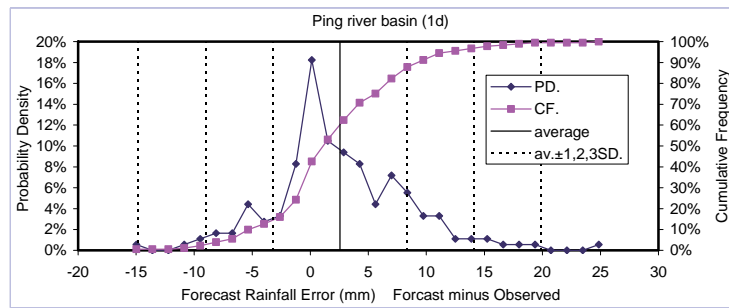 Ping river basin (1d)
20%
18%
16%
14%
12%
10%
8%
6%
4%
2%
0%
Probability Density
100%
90%
80%
70%
60%
50%
40%
30%
20%
10%
0%
Cumulative Frequency
PD.
CF.
average
av.±1,2,3SD.
-20 -15 -10 -5 0 5 10 15 20 25 30
Forecast Rainfall Error (mm) Forcast minus Observed